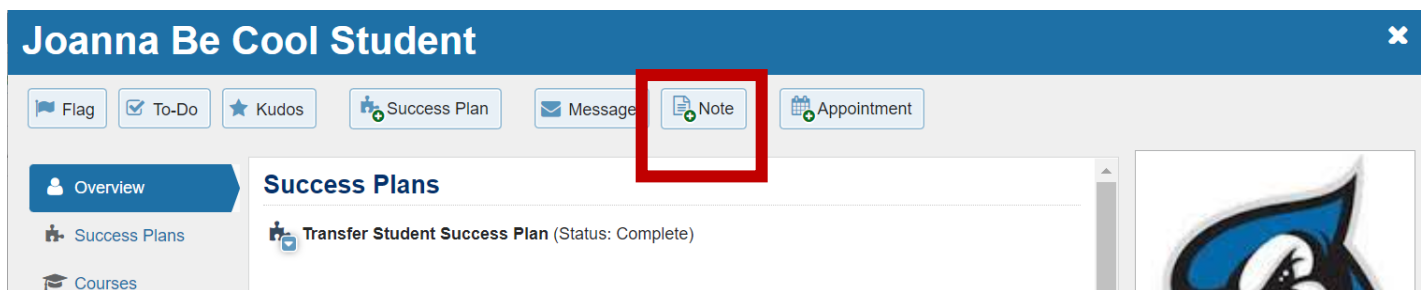 Joanna Be Cool Student
Flag To-Do Kudos Success Plan Message Note Appointment
Overview
Success Plans
Courses
Success Plans
Transfer Student Success Plan (Status: Complete)